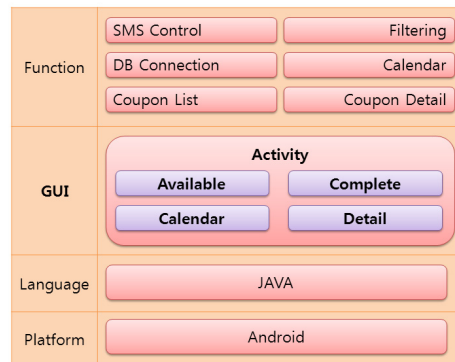 SMS Control Filtering
Function DB Connection Calendar
Coupon List Coupon Detail
Activity
Available Complete
GUI
Calendar Detail
Language JAVA
Platform Android